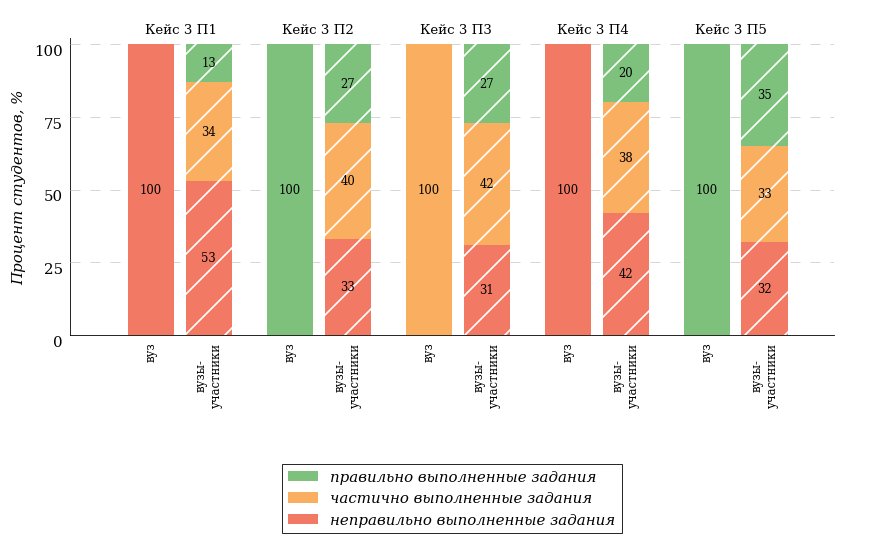 Кейс 3 П1 Кейс 3 П2 Кейс 3 П3 Кейс 3 П4 Кейс 3 П5
Процент студентов, %
100
75
50
25
0
100
13
34
53
100
27
40
33
100
27
42
31
100
20
38
42
100
35
33
32
вуз
вузы-
участники
вуз
вузы-
участники
вуз
вузы-
участники
вуз
вузы-
участники
вуз
вузы-
участники
правильно выполненные задания
частично выполненные задания
неправильно выполненные задания